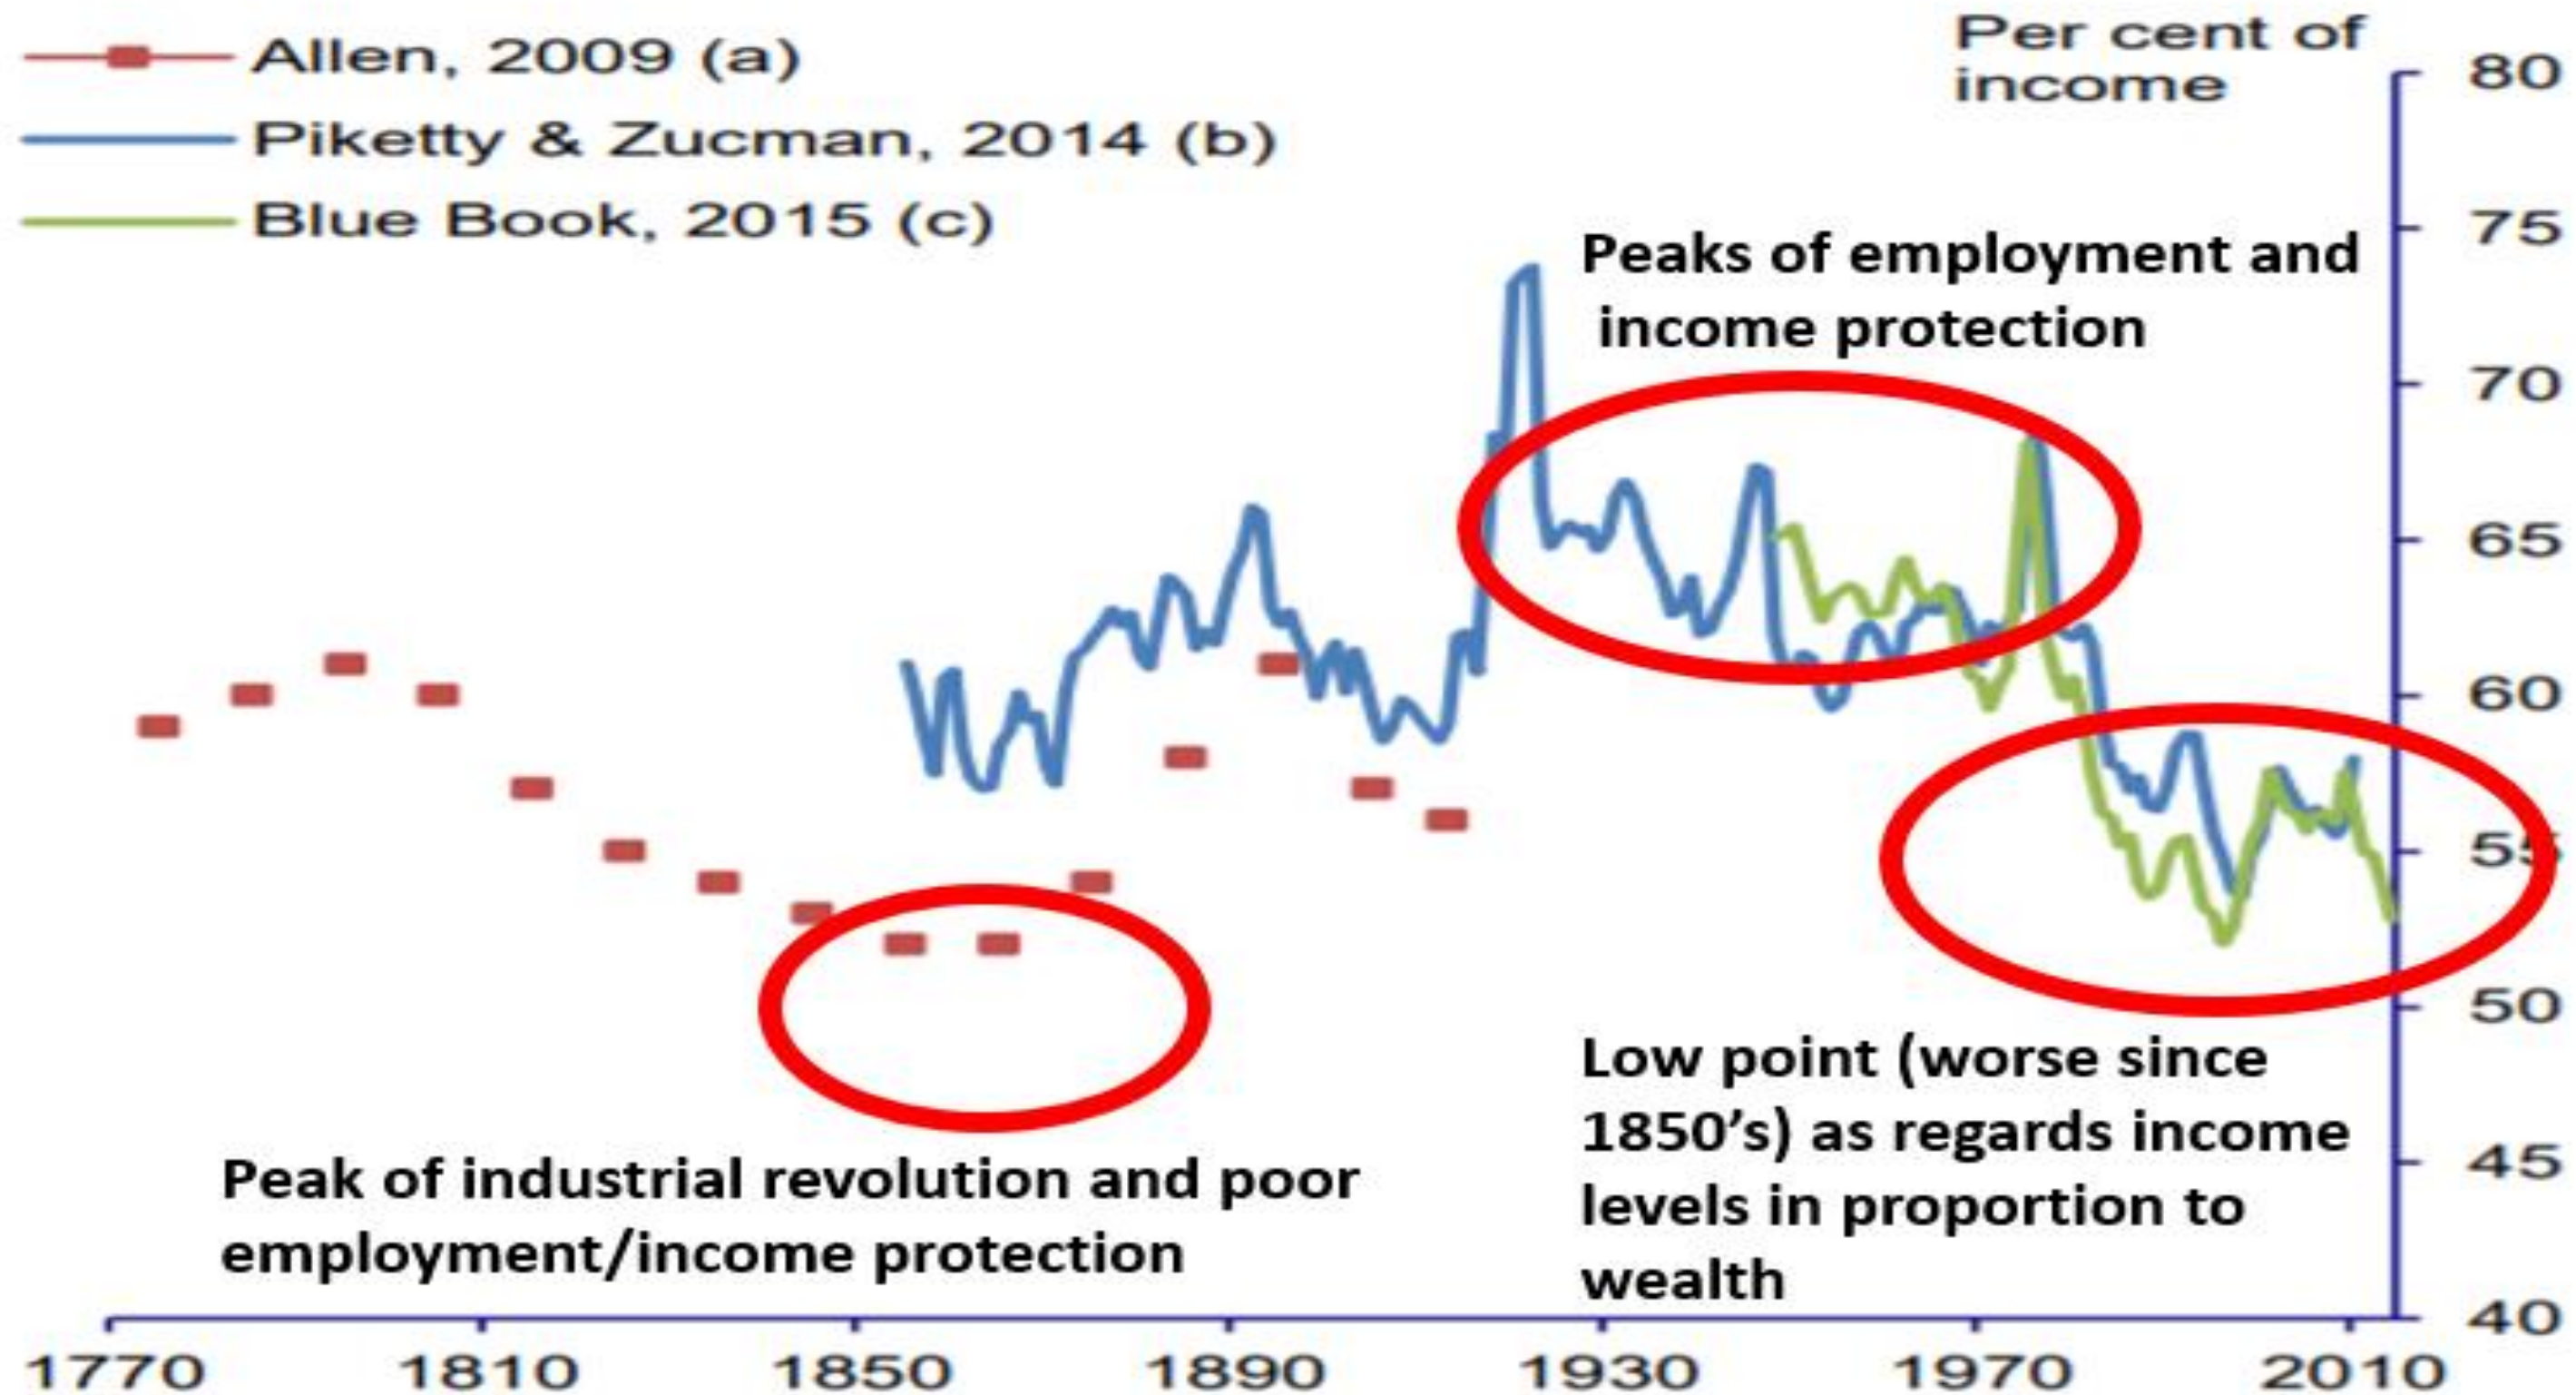 Allen, 2009 (a)
Piketty & Zucman, 2014 (b)
Blue Book, 2015 (c)
Per cent of
income
80
75
70
65
60
55
50
45
40
Peaks of employment and
income protection
Peak of industrial revolution and poor
employment/income protection
Low point (worse since
1850’s) as regards income
levels in proportion to
wealth
1770 1810 1850 1890 1930 1970 2010